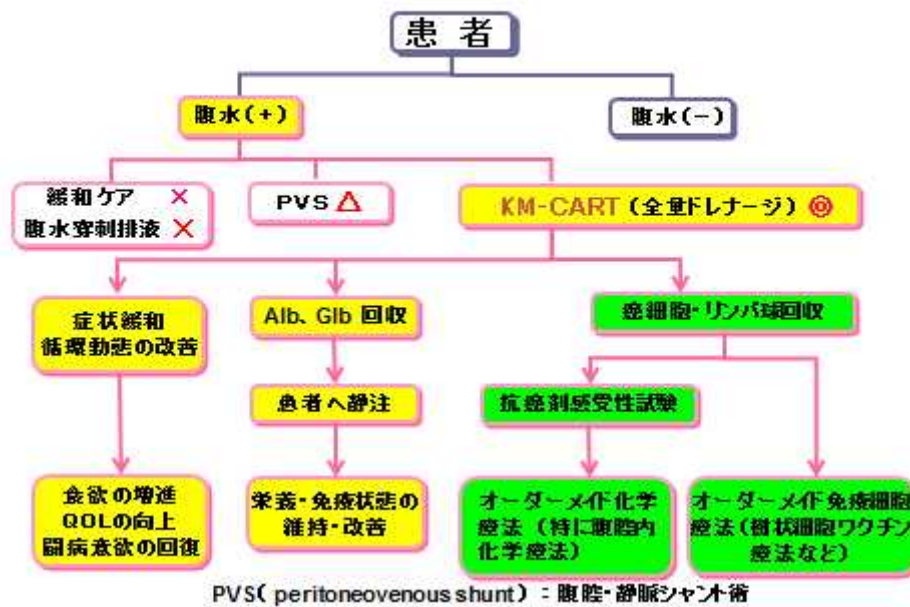 患 者
腹水(+)
腹水(−)
緩和ケア ×
腹水穿刺排液 ×
PVS △
KM-CART (全量ドレナージ) ◎
症状緩和
循環動態の改善
Alb、Glb 回収
癌細胞・リンパ球回収
患者へ静注
抗癌剤感受性試験
食欲の増進
QOLの向上
闘病意欲の回復
栄養・免疫状態の
維持・改善
オーダーメイド化学
療法 (特に腹腔内
化学療法)
オーダーメイド免疫細胞
療法(樹状細胞ワクチン
療法など)
PVS( peritoneovenous shunt) : 腹腔・静脈シャント術